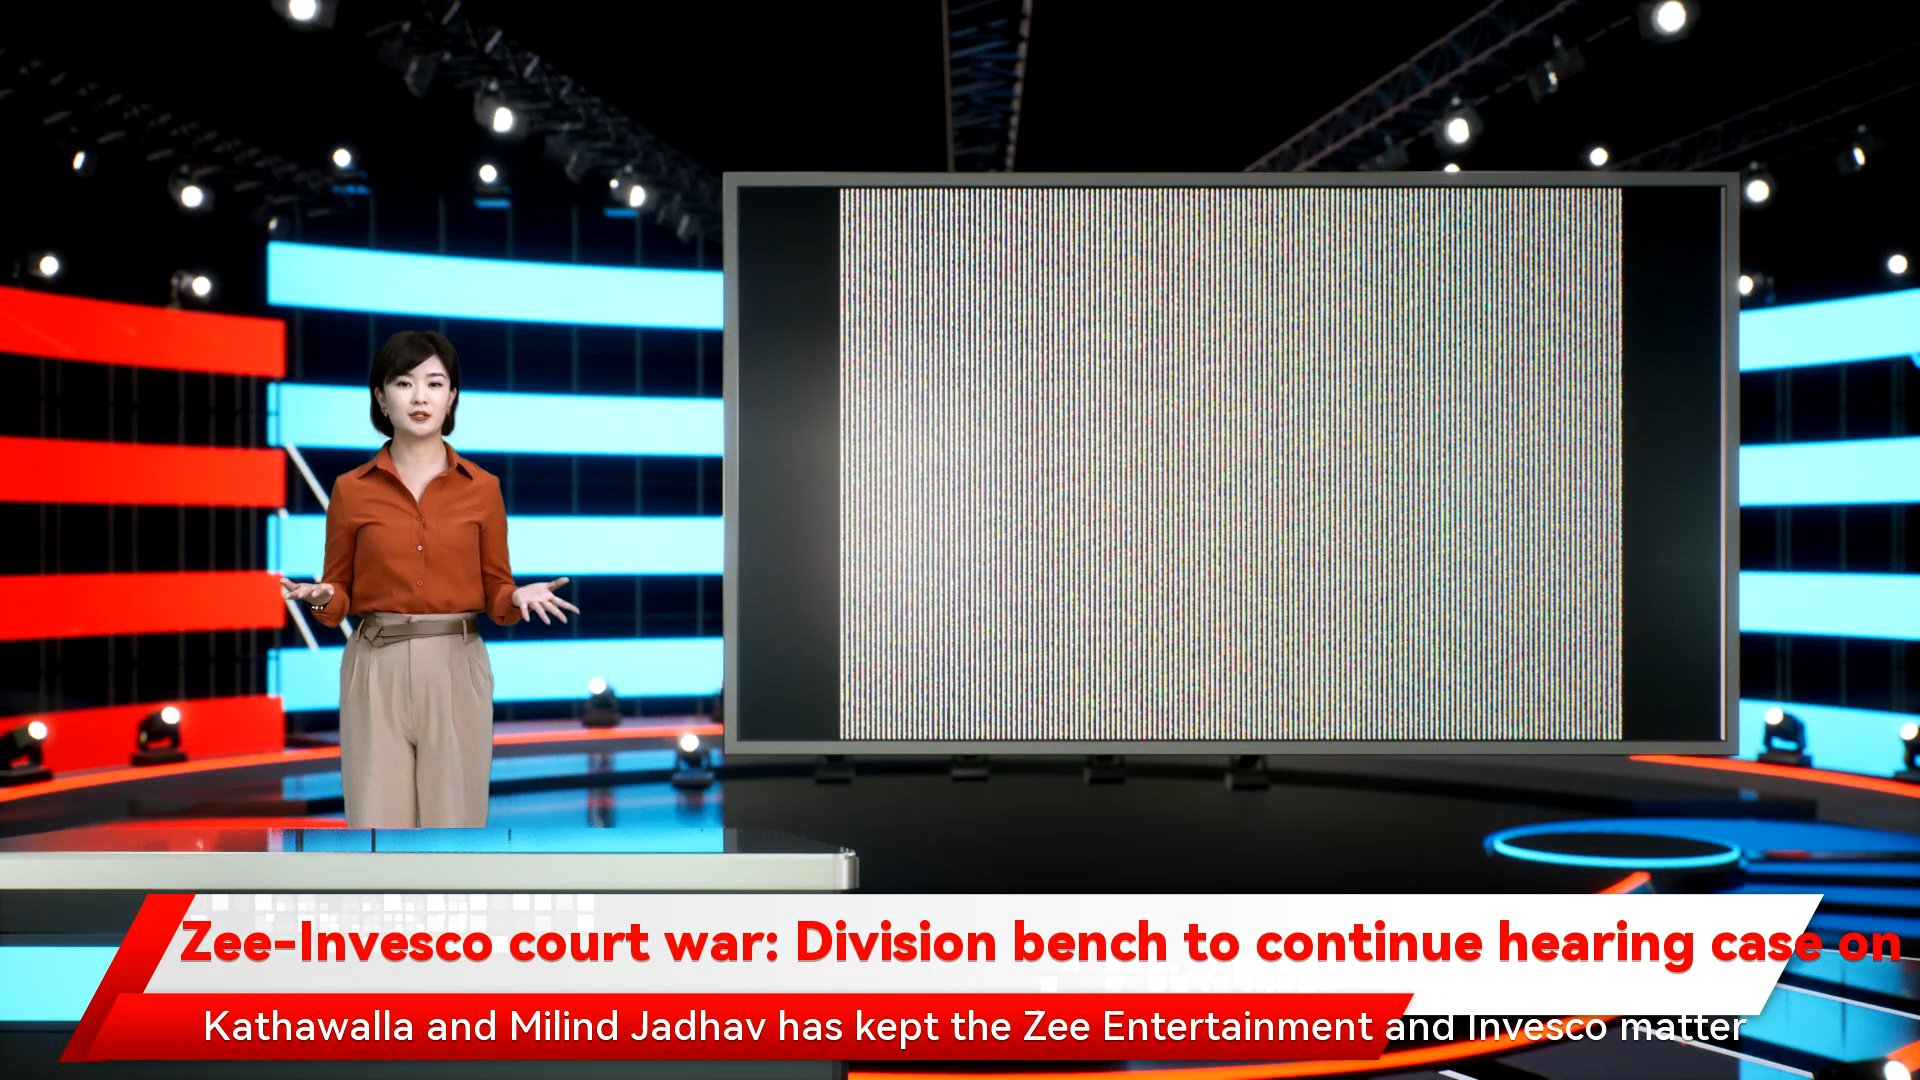 Zee-Invesco court war: Division bench to continue hearing case on
Kathawalla and Milind Jadhav has kept the Zee Entertainment and Invesco matter